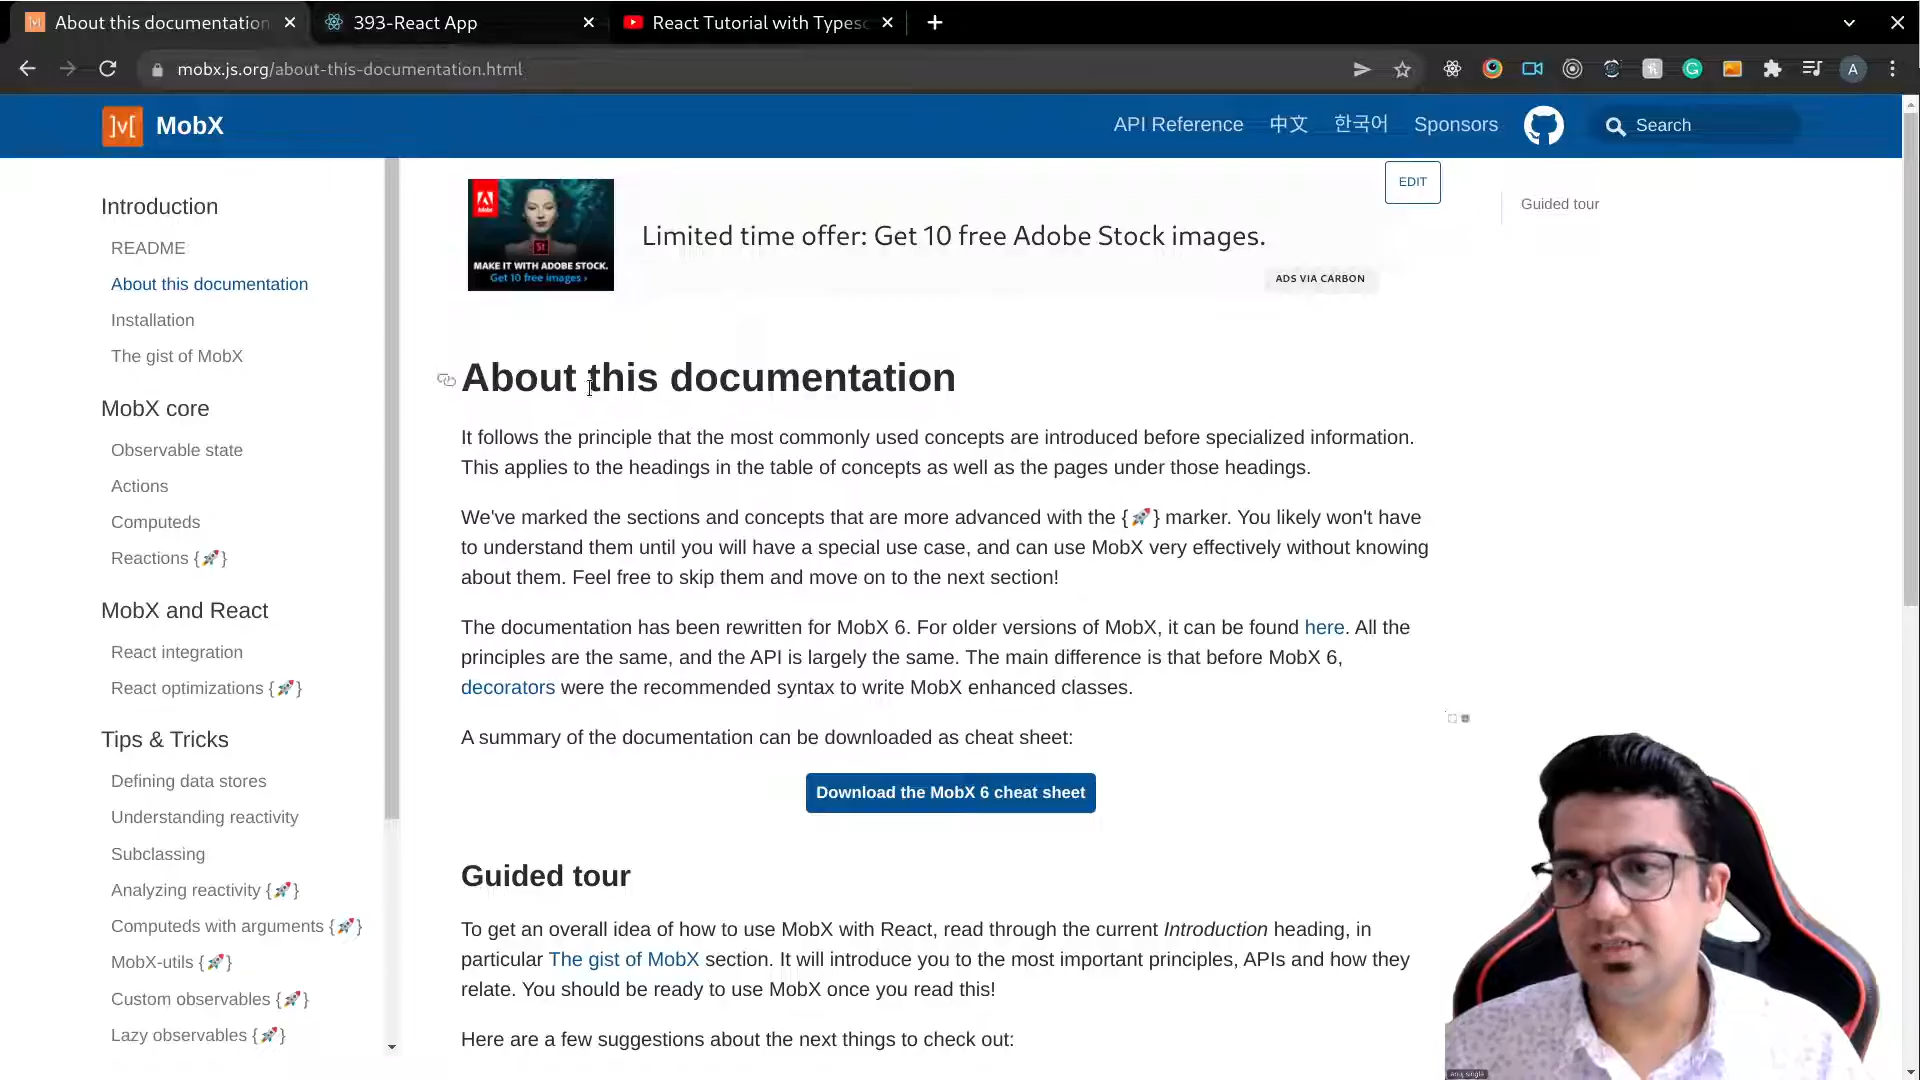 About this documentation
393-React App
React Tutorial with Typesc
mobx.js.org/about-this-documentation.html
A
MobX
API Reference
中文
한국어
Sponsors
Search
Introduction
README
About this documentation
Installation
The gist of MobX
MobX core
Observable state
Actions
Computeds
Reactions {🚀}
MobX and React
React integration
React optimizations {🚀}
Tips & Tricks
Defining data stores
Understanding reactivity
Subclassing
Analyzing reactivity {🚀}
Computeds with arguments {🚀}
MobX-utils {🚀}
Custom observables {🚀}
Lazy observables {🚀}
Adobe
St
MAKE IT WITH ADOBE STOCK.
Get 10 free images ›
Limited time offer: Get 10 free Adobe Stock images.
ADS VIA CARBON
EDIT
Guided tour
About this documentation
It follows the principle that the most commonly used concepts are introduced before specialized information.
This applies to the headings in the table of concepts as well as the pages under those headings.
We've marked the sections and concepts that are more advanced with the {🚀} marker. You likely won't have
to understand them until you will have a special use case, and can use MobX very effectively without knowing
about them. Feel free to skip them and move on to the next section!
The documentation has been rewritten for MobX 6. For older versions of MobX, it can be found here. All the
principles are the same, and the API is largely the same. The main difference is that before MobX 6,
decorators were the recommended syntax to write MobX enhanced classes.
A summary of the documentation can be downloaded as cheat sheet:
Download the MobX 6 cheat sheet
Guided tour
To get an overall idea of how to use MobX with React, read through the current Introduction heading, in
particular The gist of MobX section. It will introduce you to the most important principles, APIs and how they
relate. You should be ready to use MobX once you read this!
Here are a few suggestions about the next things to check out: